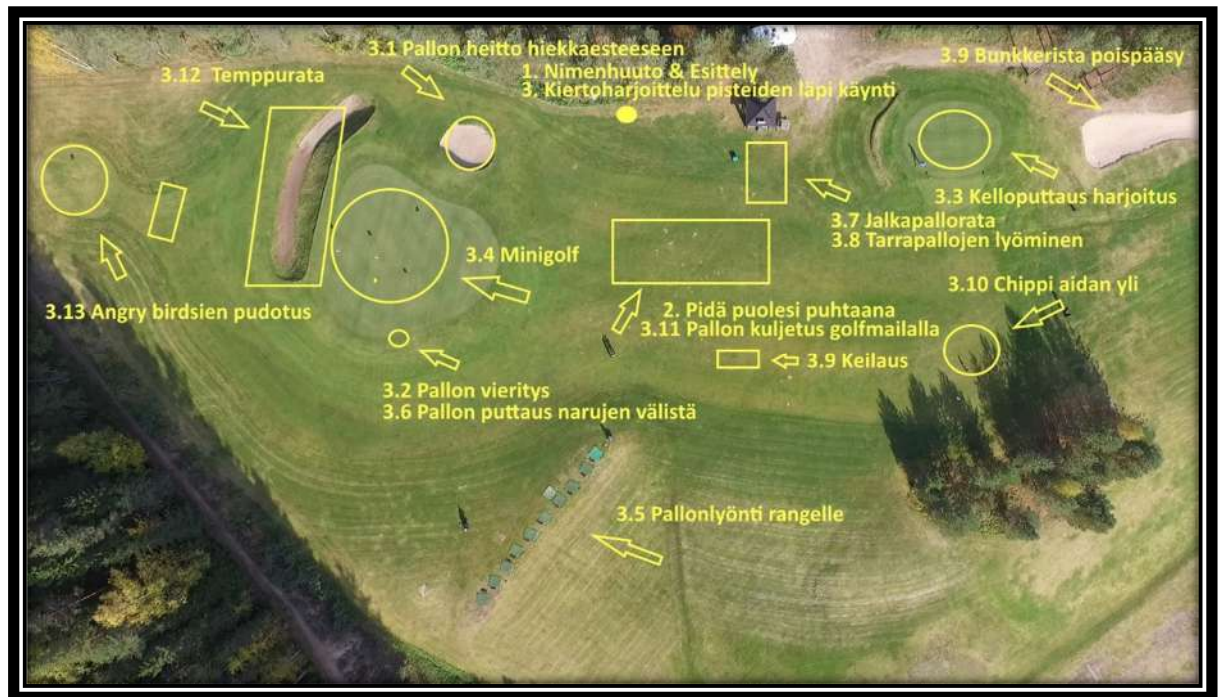 3.1 Pallon heitto hiekkaesteeseen
3.12 Temppurata
1. Nimenhuuto & Esittely
3. Kiertoharjoittelu pisteiden läpi käynti
3.9 Bunkkerista poispääsy
3.3 Kelloputtaus harjoitus
3.7 Jalkapallorata
3.8 Tarrapallojen lyöminen
3.4 Minigolf
3.10 Chippi aidan yli
3.13 Angry birdsien pudotus
2. Pidä puolesi puhtaana
3.11 Pallon kuljetus golfmailalla
3.9 Keilaus
3.2 Pallon vieritys
3.6 Pallon puttaus narujen välistä
3.5 Pallonlyönti rangelle